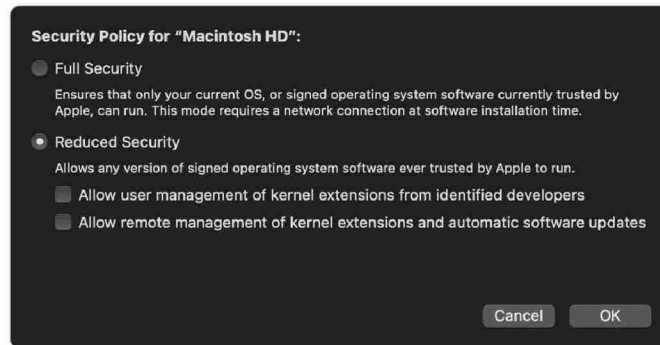 Security Policy for “Macintosh HD”:
Full Security
Ensures that only your current OS, or signed operating system software currently trusted by
Apple, can run. This mode requires a network connection at software installation time.
Reduced Security
Allows any version of signed operating system software ever trusted by Apple to run.
Allow user management of kernel extensions from identified developers
Allow remote management of kernel extensions and automatic software updates
Cancel OK